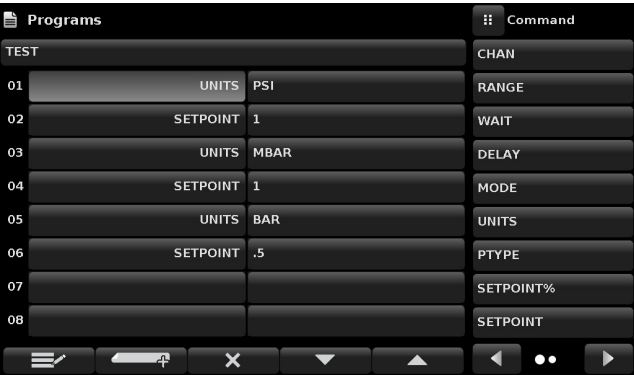 Programs
TEST
01 UNITS PSI
02 SETPOINT 1
03 UNITS MBAR
04 SETPOINT 1
05 UNITS BAR
06 SETPOINT .5
07
08
Command
CHAN
RANGE
WAIT
DELAY
MODE
UNITS
PTYPE
SETPOINT%
SETPOINT